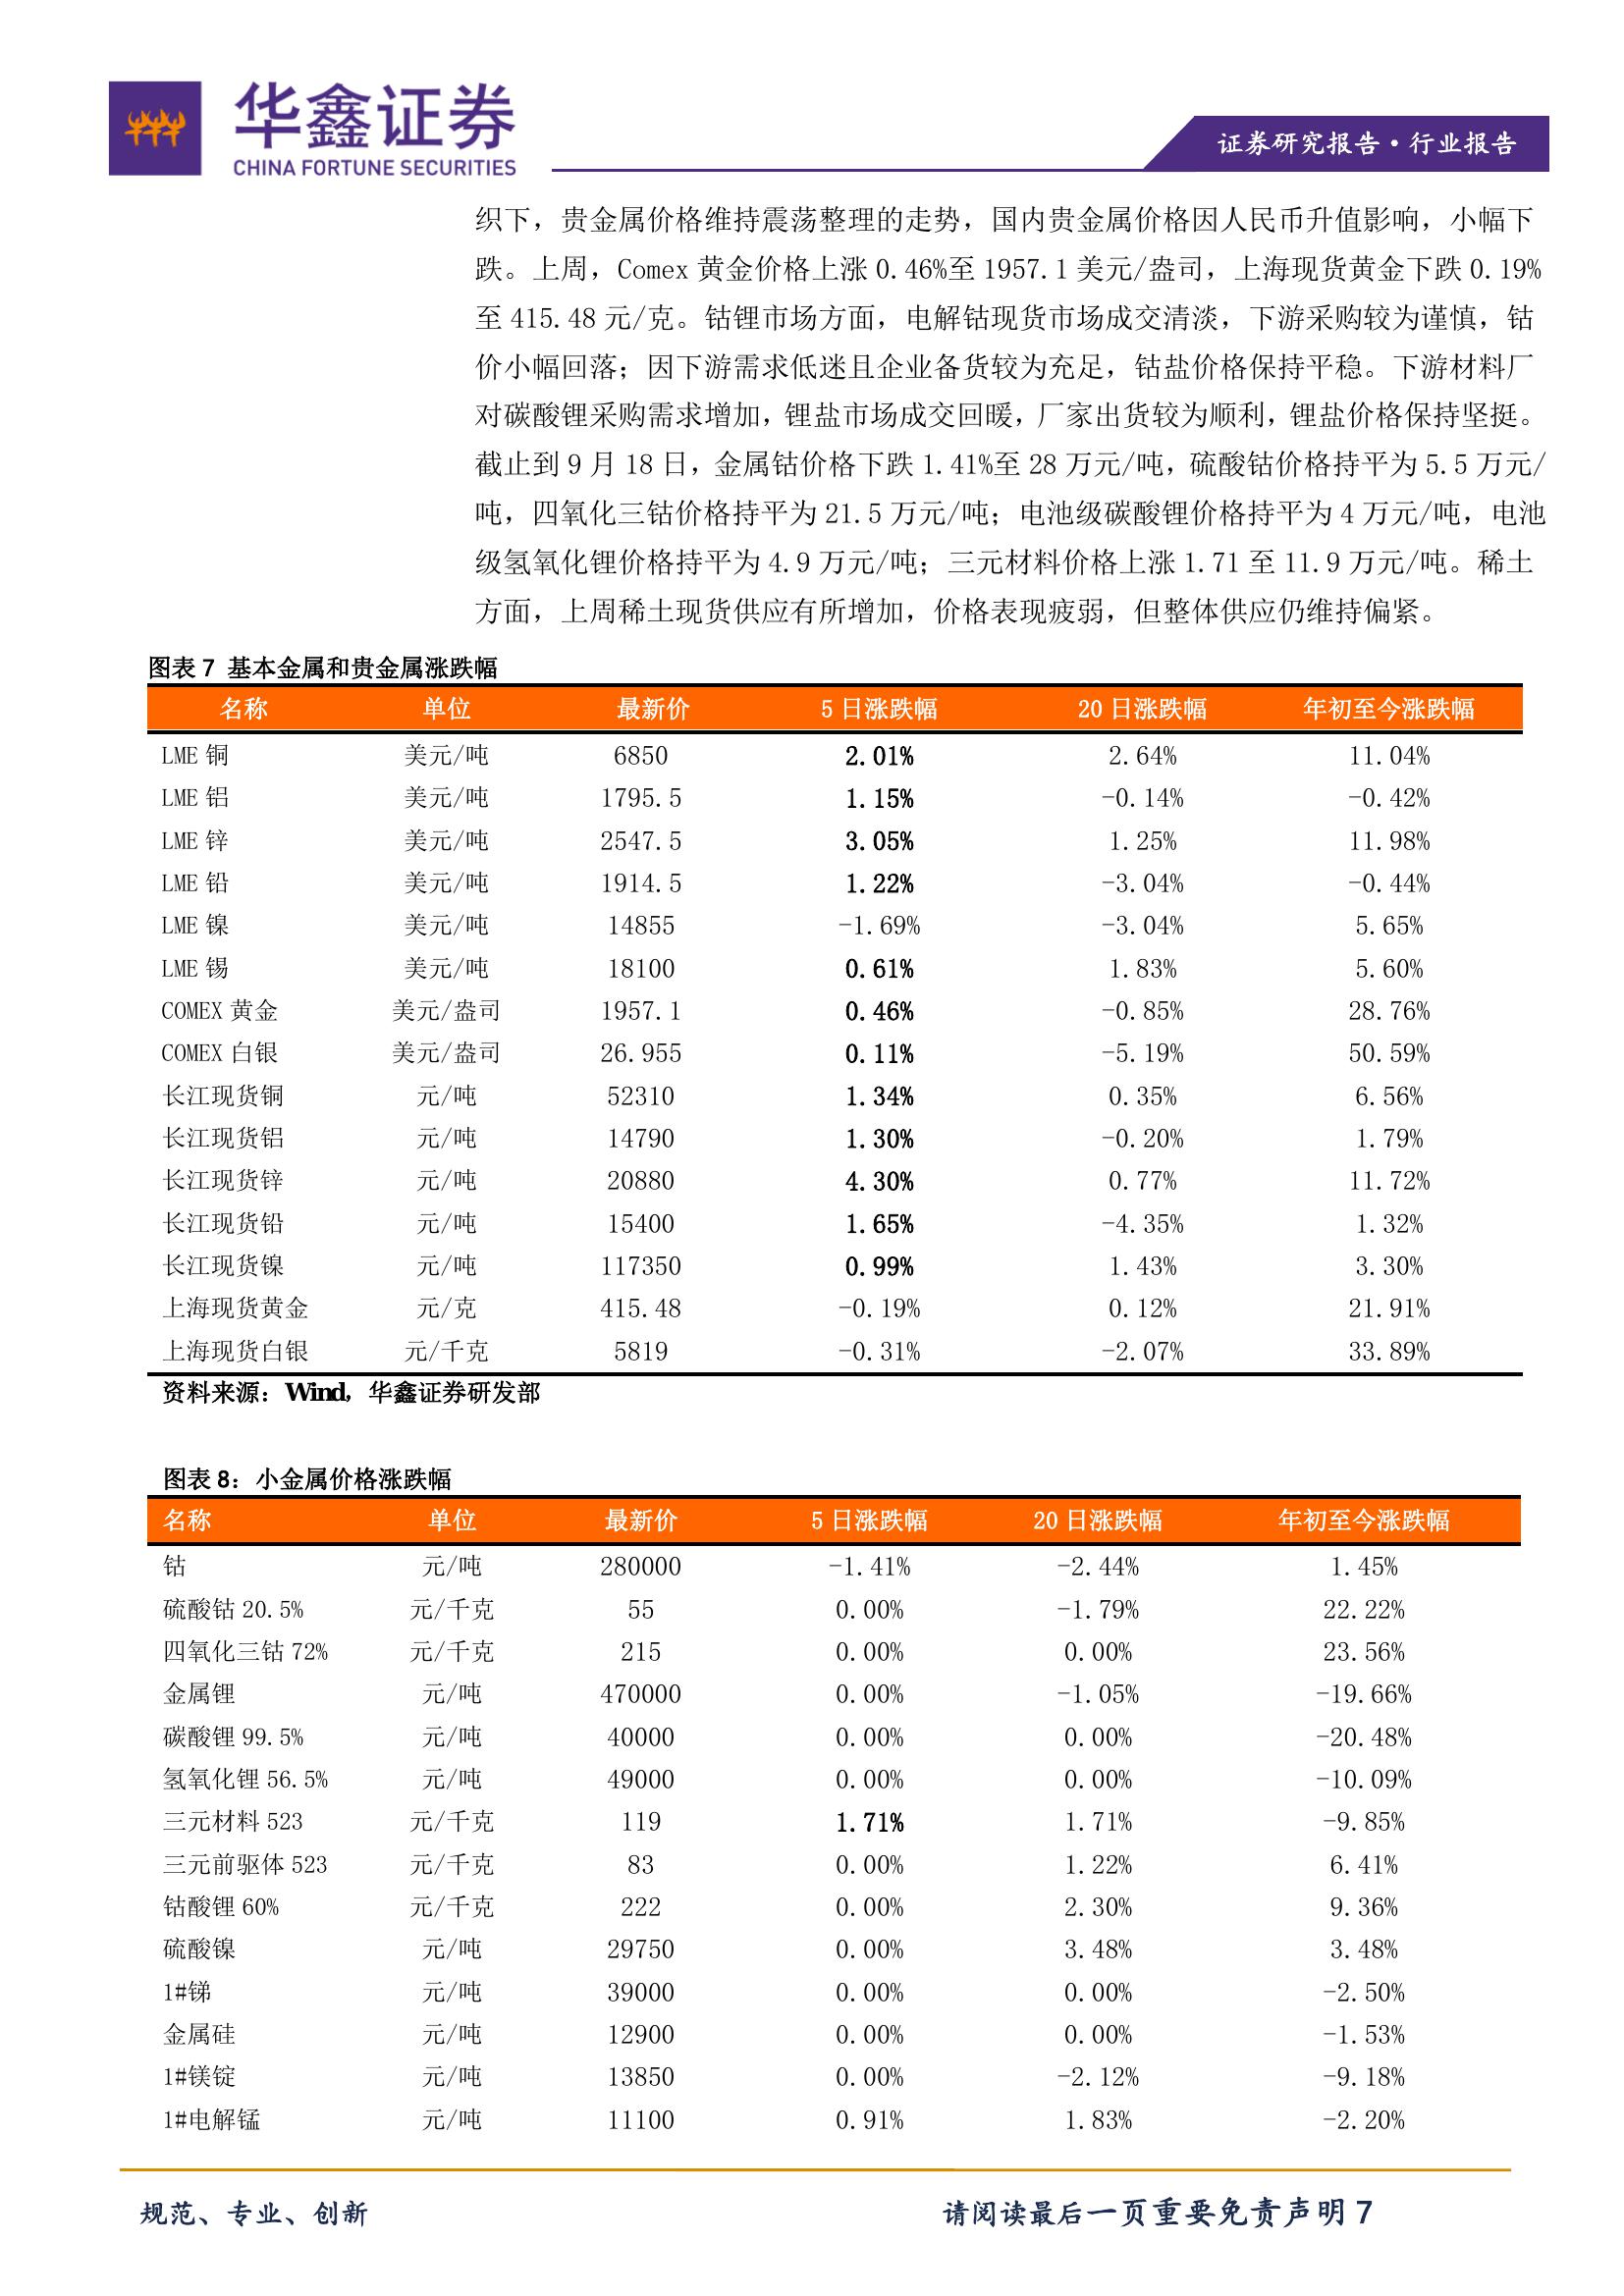 华鑫证券
CHINA FORTUNE SECURITIES
证券研究报告·行业报告
织下，贵金属价格维持震荡整理的走势，国内贵金属价格因人民币升值影响，小幅下
跌。上周，Comex 黄金价格上涨 0.46%至 1957.1 美元/盎司，上海现货黄金下跌 0.19%
至 415.48 元/克。钴锂市场方面，电解钴现货市场成交清淡，下游采购较为谨慎，钴
价小幅回落；因下游需求低迷且企业备货较为充足，钴盐价格保持平稳。下游材料厂
对碳酸锂采购需求增加，锂盐市场成交回暖，厂家出货较为顺利，锂盐价格保持坚挺。
截止到 9 月 18 日，金属钴价格下跌 1.41%至 28 万元/吨，硫酸钴价格持平为 5.5 万元/
吨，四氧化三钴价格持平为 21.5 万元/吨；电池级碳酸锂价格持平为 4 万元/吨，电池
级氢氧化锂价格持平为 4.9 万元/吨；三元材料价格上涨 1.71 至 11.9 万元/吨。稀土
方面，上周稀土现货供应有所增加，价格表现疲弱，但整体供应仍维持偏紧。
图表 7 基本金属和贵金属涨跌幅
名称 单位 最新价 5 日涨跌幅 20 日涨跌幅 年初至今涨跌幅
LME 铜 美元/吨 6850 2.01% 2.64% 11.04%
LME 铝 美元/吨 1795.5 1.15% -0.14% -0.42%
LME 锌 美元/吨 2547.5 3.05% 1.25% 11.98%
LME 铅 美元/吨 1914.5 1.22% -3.04% -0.44%
LME 镍 美元/吨 14855 -1.69% -3.04% 5.65%
LME 锡 美元/吨 18100 0.61% 1.83% 5.60%
COMEX 黄金 美元/盎司 1957.1 0.46% -0.85% 28.76%
COMEX 白银 美元/盎司 26.955 0.11% -5.19% 50.59%
长江现货铜 元/吨 52310 1.34% 0.35% 6.56%
长江现货铝 元/吨 14790 1.30% -0.20% 1.79%
长江现货锌 元/吨 20880 4.30% 0.77% 11.72%
长江现货铅 元/吨 15400 1.65% -4.35% 1.32%
长江现货镍 元/吨 117350 0.99% 1.43% 3.30%
上海现货黄金 元/克 415.48 -0.19% 0.12% 21.91%
上海现货白银 元/千克 5819 -0.31% -2.07% 33.89%
资料来源：Wind，华鑫证券研发部
图表 8：小金属价格涨跌幅
名称 单位 最新价 5 日涨跌幅 20 日涨跌幅 年初至今涨跌幅
钴 元/吨 280000 -1.41% -2.44% 1.45%
硫酸钴 20.5% 元/千克 55 0.00% -1.79% 22.22%
四氧化三钴 72% 元/千克 215 0.00% 0.00% 23.56%
金属锂 元/吨 470000 0.00% -1.05% -19.66%
碳酸锂 99.5% 元/吨 40000 0.00% 0.00% -20.48%
氢氧化锂 56.5% 元/吨 49000 0.00% 0.00% -10.09%
三元材料 523 元/千克 119 1.71% 1.71% -9.85%
三元前驱体 523 元/千克 83 0.00% 1.22% 6.41%
钴酸锂 60% 元/千克 222 0.00% 2.30% 9.36%
硫酸镍 元/吨 29750 0.00% 3.48% 3.48%
1#锑 元/吨 39000 0.00% 0.00% -2.50%
金属硅 元/吨 12900 0.00% 0.00% -1.53%
1#镁锭 元/吨 13850 0.00% -2.12% -9.18%
1#电解锰 元/吨 11100 0.91% 1.83% -2.20%
规范、专业、创新 请阅读最后一页重要免责声明 7